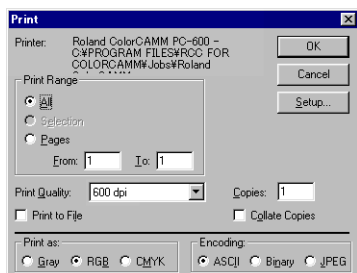 Print
Printer: Roland ColorCAMM PC-600 -
C:¥PROGRAM FILES¥RCC FOR
COLORCAMM¥Jobs¥Roland
OK
Cancel
Setup...
Print Range
All
Selection
Pages
From: 1 To: 1
Print Quality: 600 dpi
Copies: 1
Print to File
Collate Copies
Print as:
Gray RGB CMYK
Encoding:
ASCII Binary JPEG